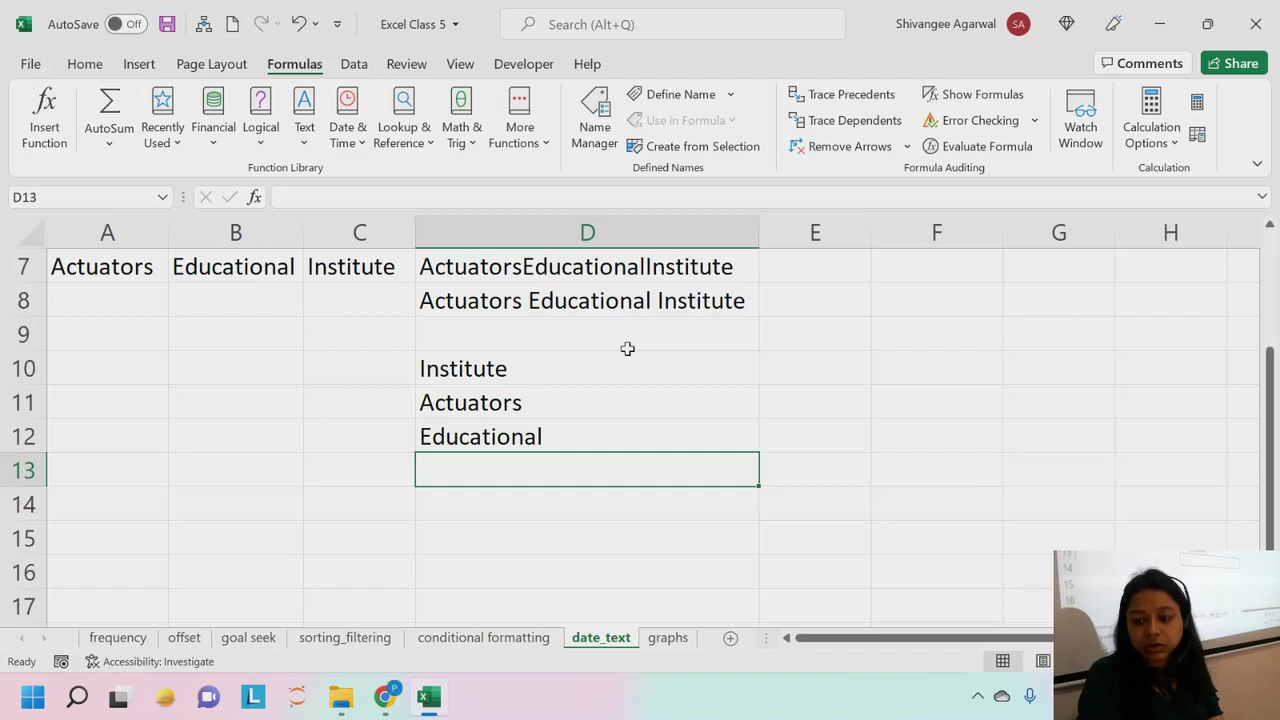 AutoSave Off Excel Class 5 Search (Alt+Q) Shivangee Agarwal SA
File Home Insert Page Layout Formulas Data Review View Developer Help Comments Share
Insert Function
AutoSum
Recently Used
Financial
Logical
Text
Date & Time
Lookup & Reference
Math & Trig
More Functions
Function Library
Name Manager
Define Name
Use in Formula
Create from Selection
Defined Names
Trace Precedents
Trace Dependents
Remove Arrows
Show Formulas
Error Checking
Evaluate Formula
Formula Auditing
Watch Window
Calculation Options
Calculation
D13 fx
A B C D E F G H
7 Actuators Educational Institute ActuatorsEducationalInstitute
8 Actuators Educational Institute
9
10 Institute
11 Actuators
12 Educational
13
14
15
16
17
13
14
15
16
frequency offset goal seek sorting_filtering conditional formatting date_text graphs
Ready Accessibility: Investigate
L P